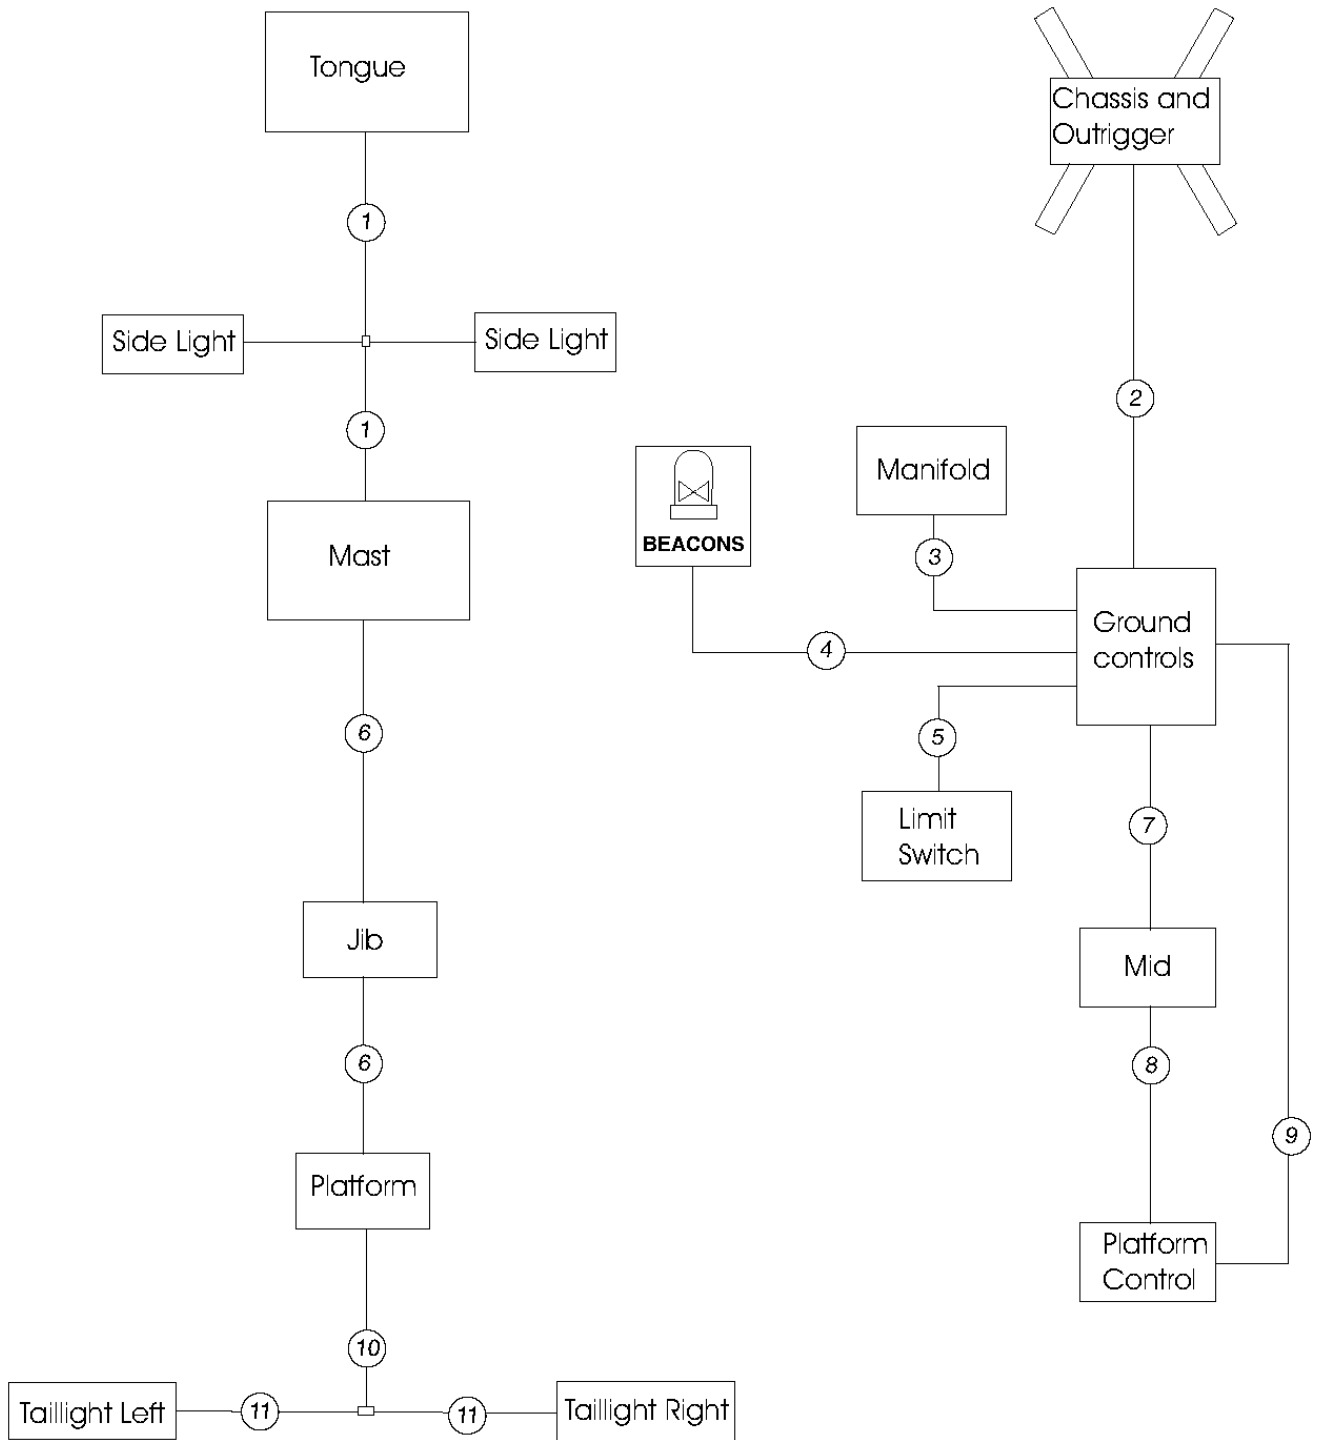 Tongue
Chassis and
Outrigger
1
Side Light
Side Light
2
1
Manifold
BEACONS
Mast
3
Ground
controls
4
6
5
Limit
Switch
7
Jib
Mid
6
8
9
Platform
Platform
Control
10
Taillight Left
11
11
Taillight Right